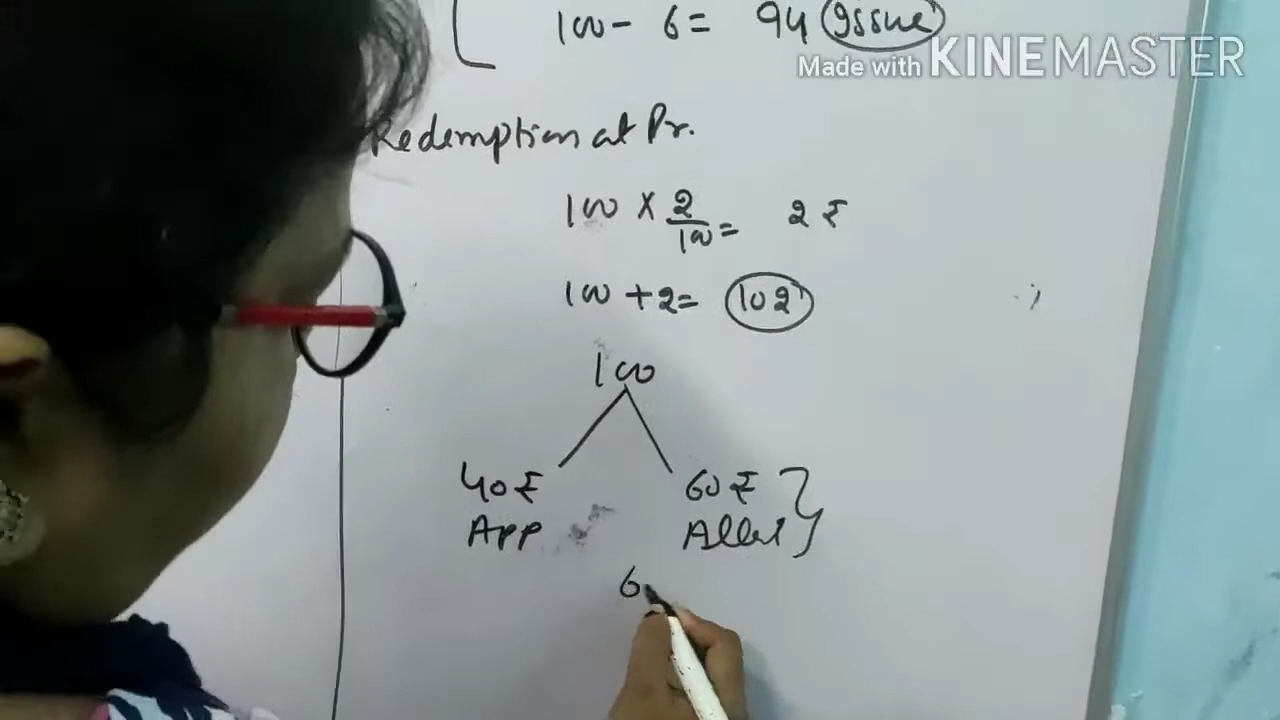 100 - 6 = 94 Issue
Made with KINEMASTER
Redemption at Pr.
100 x 2/100 = 2 ₹
100 + 2 = 102
100
40 ₹ 60 ₹
App Allot
6